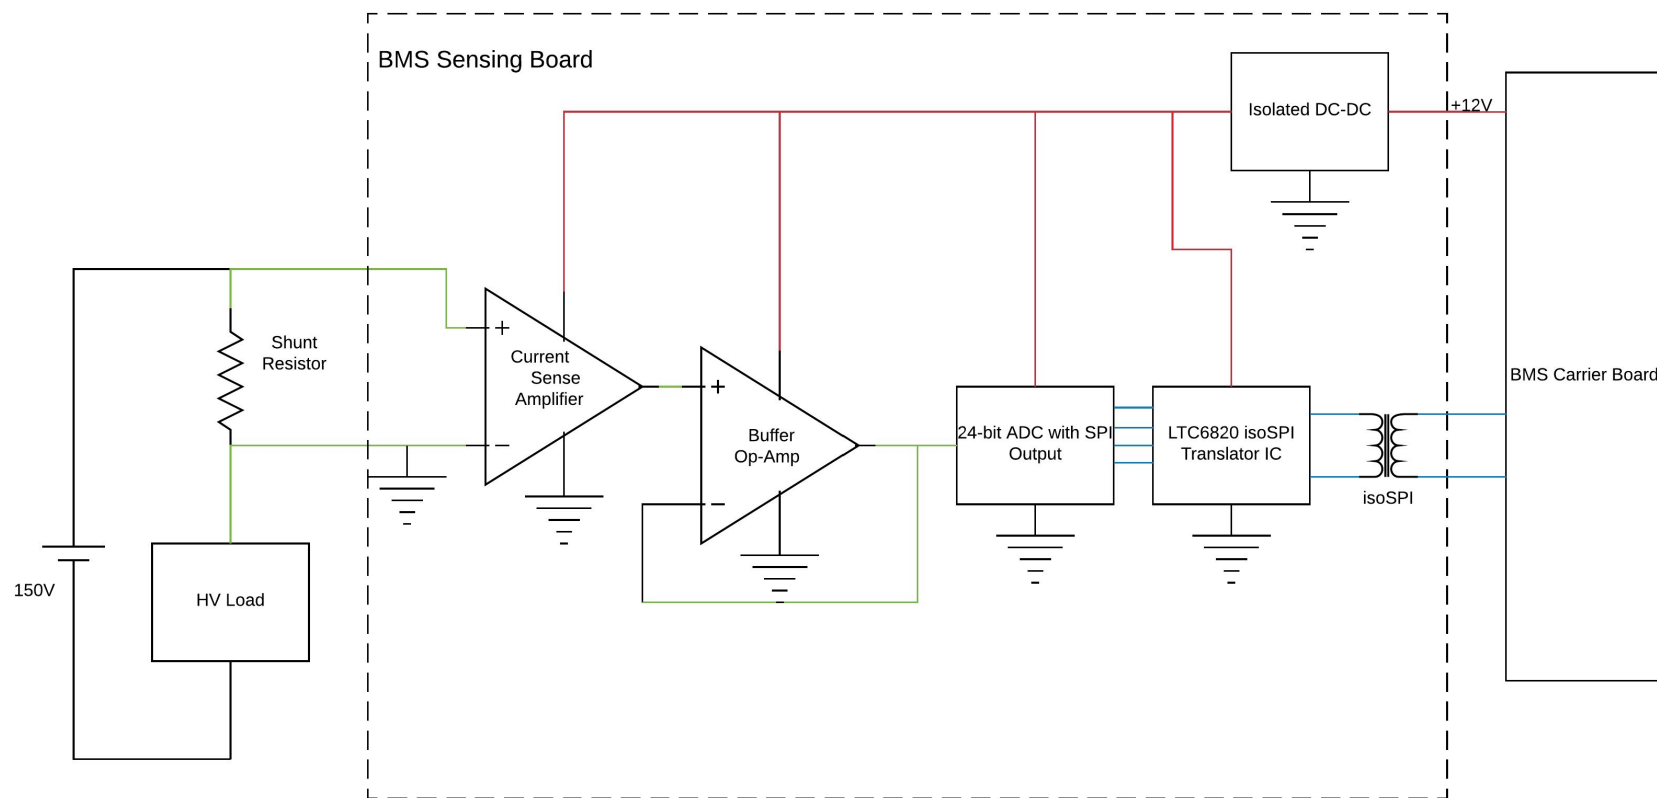 BMS Sensing Board
Isolated DC-DC
+12V
Shunt
Resistor
+
Current
Sense
Amplifier
−
+
Buffer
Op-Amp
−
24-bit ADC with SPI
Output
LTC6820 isoSPI
Translator IC
isoSPI
BMS Carrier Board
150V
HV Load